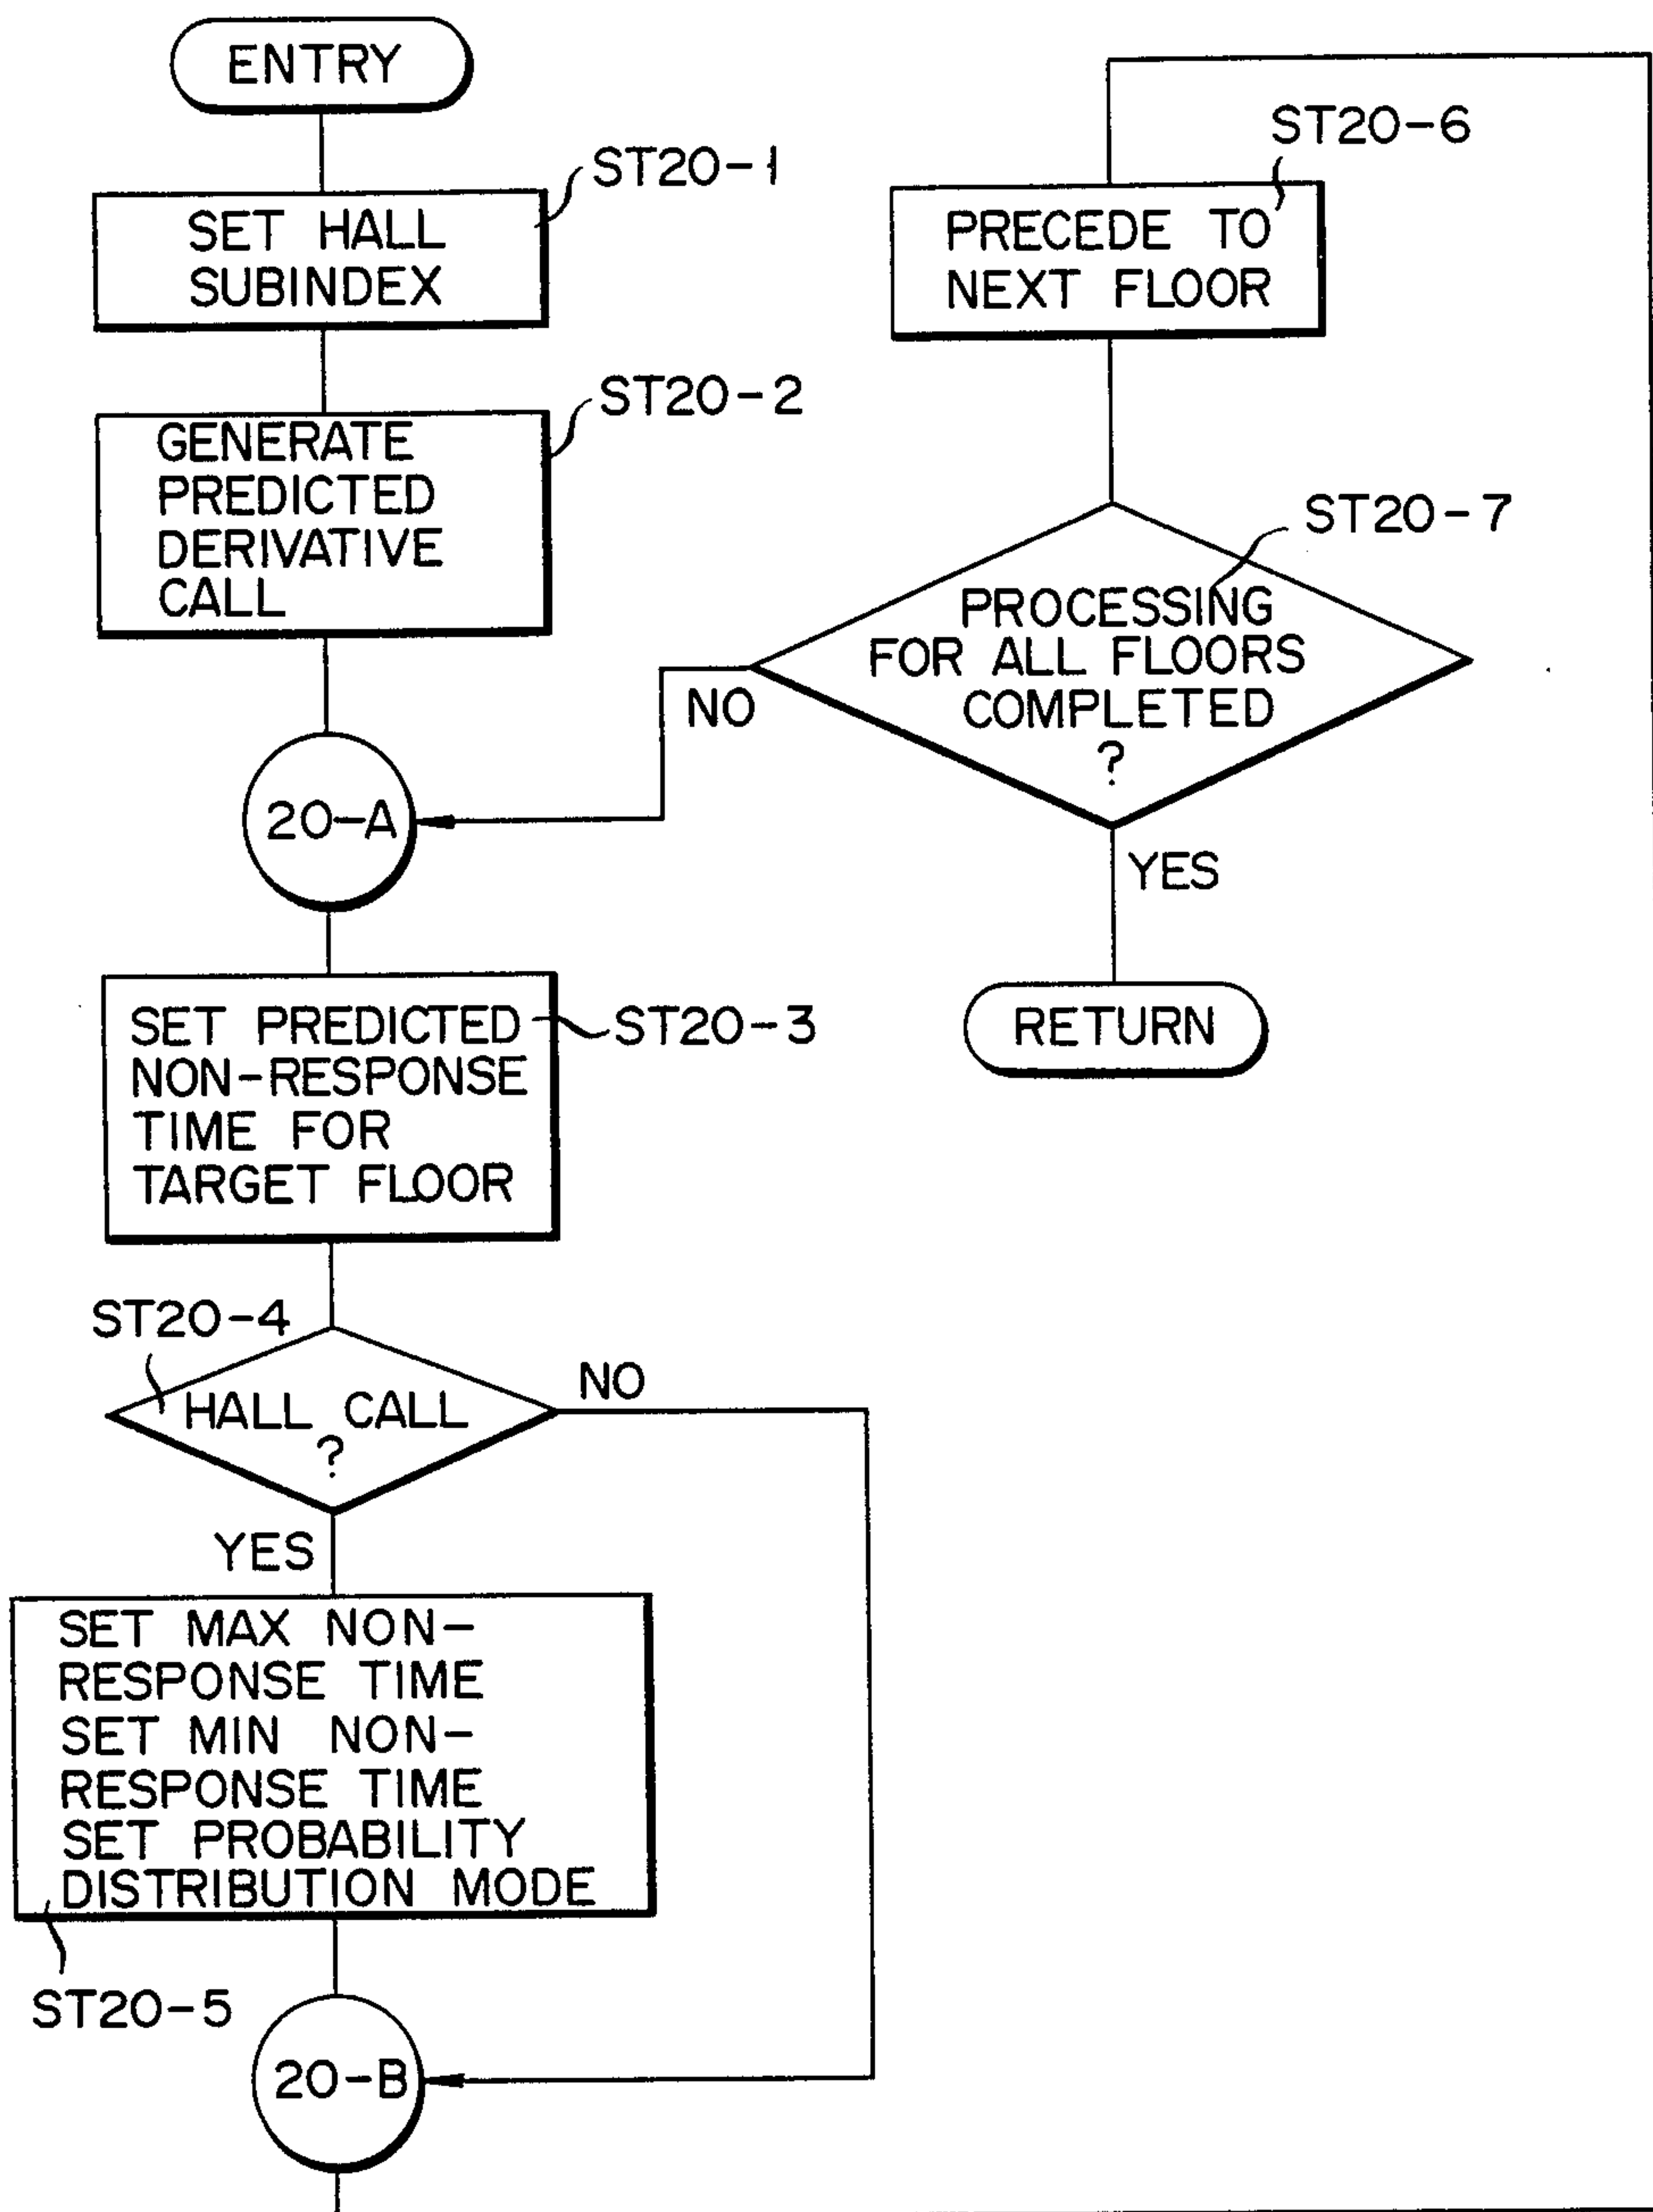 ENTRY
ST20-1
SET HALL
SUBINDEX
ST20-2
GENERATE
PREDICTED
DERIVATIVE
CALL
20-A
SET PREDICTED
NON-RESPONSE
TIME FOR
TARGET FLOOR
ST20-3
ST20-4
HALL CALL
?
NO
YES
SET MAX NON-
RESPONSE TIME
SET MIN NON-
RESPONSE TIME
SET PROBABILITY
DISTRIBUTION MODE
ST20-5
20-B
ST20-6
PRECEDE TO
NEXT FLOOR
ST20-7
PROCESSING
FOR ALL FLOORS
COMPLETED
?
NO
YES
RETURN